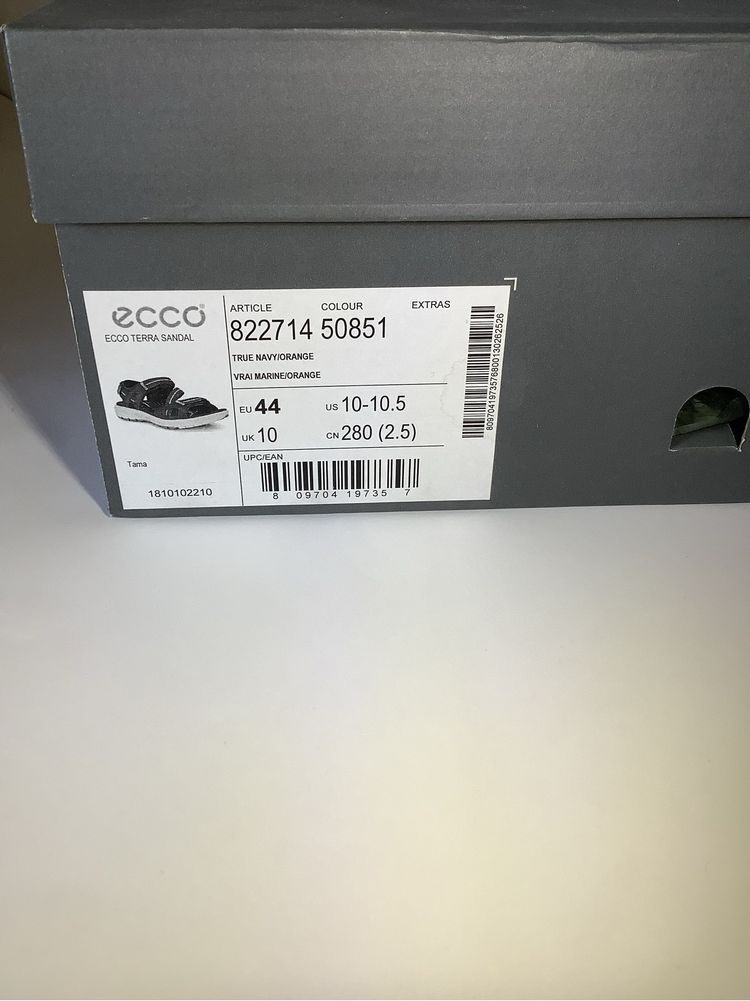 ecco®
ECCO TERRA SANDAL
Tama
1810102210
ARTICLE COLOUR EXTRAS
822714 50851
TRUE NAVY/ORANGE
VRAI MARINE/ORANGE
EU 44 US 10-10.5
UK 10 CN 280 (2.5)
UPC/EAN
8 09704 19735 7
8097041973576800130262526